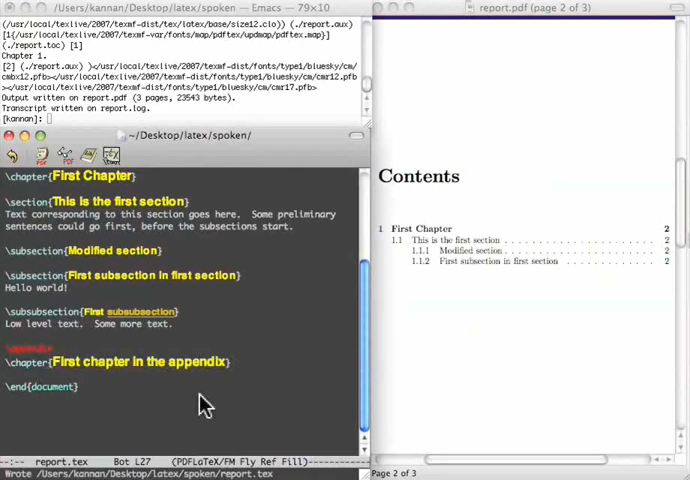 /Users/kannan/Desktop/latex/spoken — Emacs — 79×10
(/usr/local/texlive/2007/texmf-dist/tex/latex/base/size12.clo)) (./report.aux)
[1{/usr/local/texlive/2007/texmf-var/fonts/map/pdftex/updmap/pdftex.map}]
(./report.toc) [1]
Chapter 1.
[2] (./report.aux) )</usr/local/texlive/2007/texmf-dist/fonts/type1/bluesky/cm/
cmbx12.pfb></usr/local/texlive/2007/texmf-dist/fonts/type1/bluesky/cm/cmr12.pfb
></usr/local/texlive/2007/texmf-dist/fonts/type1/bluesky/cm/cmr17.pfb>
Output written on report.pdf (3 pages, 23543 bytes).
Transcript written on report.log.
[kannan]:
~/Desktop/latex/spoken/
\chapter{First Chapter}
\section{This is the first section}
Text corresponding to this section goes here.  Some preliminary
sentences could go first, before the subsections start.
\subsection{Modified section}
\subsection{First subsection in first section}
Hello world!
\subsubsection{First subsubsection}
Low level text.  Some more text.
\appendix
\chapter{First chapter in the appendix}
\end{document}
--:--  report.tex  Bot L27  (PDFLaTeX/FM Fly Ref Fill)
Wrote /Users/kannan/Desktop/latex/spoken/report.tex
report.pdf (page 2 of 3)
Contents
1 First Chapter 2
1.1 This is the first section . . . . . . . . . . . . . . . . . . . . 2
1.1.1 Modified section . . . . . . . . . . . . . . . . . . . . 2
1.1.2 First subsection in first section . . . . . . . . . . . . 2
Page 2 of 3